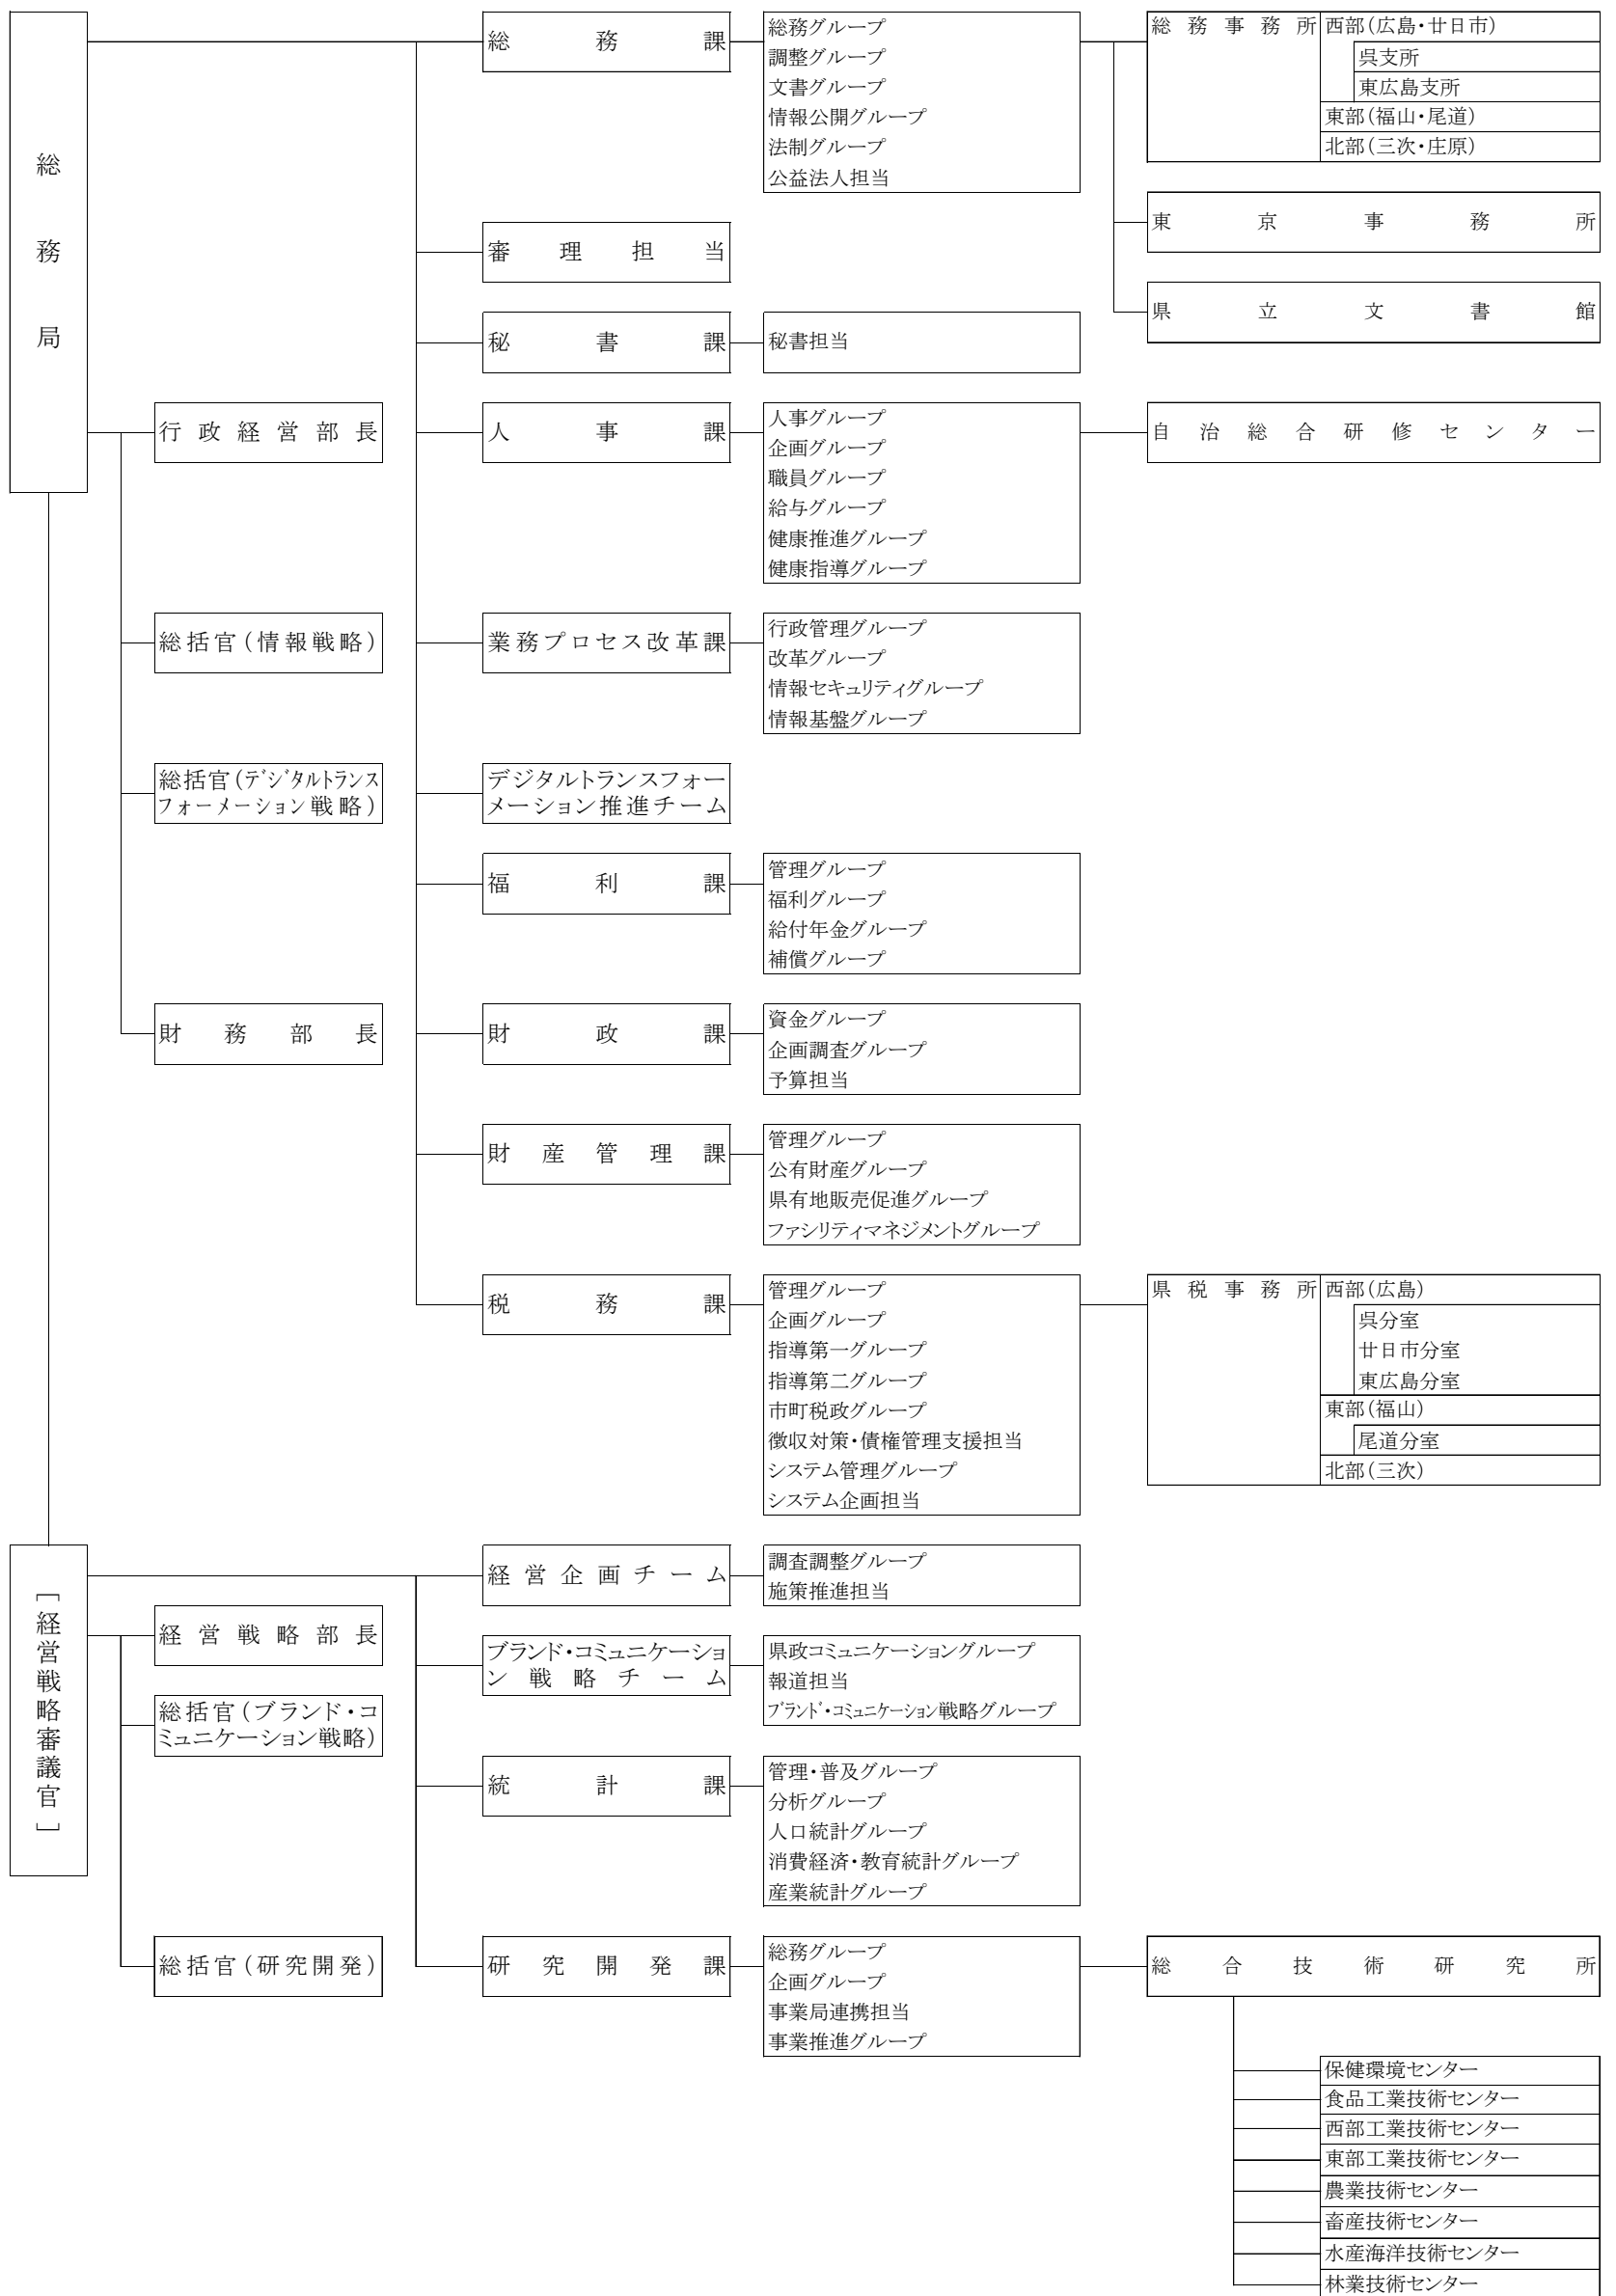 総務局
総務課
総務グループ
調整グループ
文書グループ
情報公開グループ
法制グループ
公益法人担当
総務事務所
西部(広島・廿日市)
呉支所
東広島支所
東部(福山・尾道)
北部(三次・庄原)
東京事務所
県立文書館
審理担当
秘書課
秘書担当
行政経営部長
人事課
人事グループ
企画グループ
職員グループ
給与グループ
健康推進グループ
健康指導グループ
自治総合研修センター
総括官(情報戦略)
業務プロセス改革課
行政管理グループ
改革グループ
情報セキュリティグループ
情報基盤グループ
総括官(デジタルトランス
フォーメーション戦略)
デジタルトランスフォー
メーション推進チーム
福利課
管理グループ
福利グループ
給付年金グループ
補償グループ
財務部長
財政課
資金グループ
企画調査グループ
予算担当
財産管理課
管理グループ
公有財産グループ
県有地販売促進グループ
ファシリティマネジメントグループ
税務課
管理グループ
企画グループ
指導第一グループ
指導第二グループ
市町税政グループ
徴収対策・債権管理支援担当
システム管理グループ
システム企画担当
県税事務所
西部(広島)
呉分室
廿日市分室
東広島分室
東部(福山)
尾道分室
北部(三次)
[経営戦略審議官]
経営企画チーム
調査調整グループ
施策推進担当
経営戦略部長
ブランド・コミュニケーショ
ン戦略チーム
県政コミュニケーショングループ
報道担当
ブランド・コミュニケーション戦略グループ
総括官(ブランド・コ
ミュニケーション戦略)
統計課
管理・普及グループ
分析グループ
人口統計グループ
消費経済・教育統計グループ
産業統計グループ
総括官(研究開発)
研究開発課
総務グループ
企画グループ
事業局連携担当
事業推進グループ
総合技術研究所
保健環境センター
食品工業技術センター
西部工業技術センター
東部工業技術センター
農業技術センター
畜産技術センター
水産海洋技術センター
林業技術センター